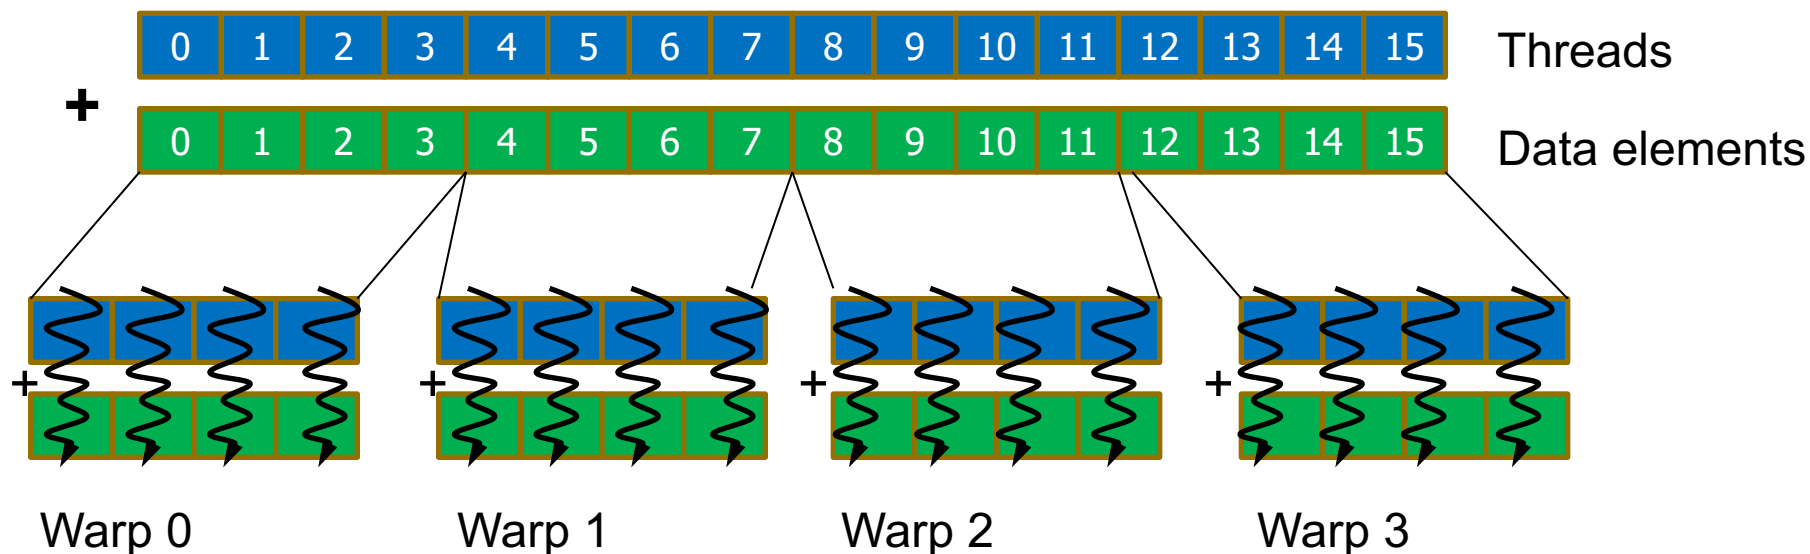 0 1 2 3 4 5 6 7 8 9 10 11 12 13 14 15 Threads
+
0 1 2 3 4 5 6 7 8 9 10 11 12 13 14 15 Data elements
+ + + +
Warp 0 Warp 1 Warp 2 Warp 3